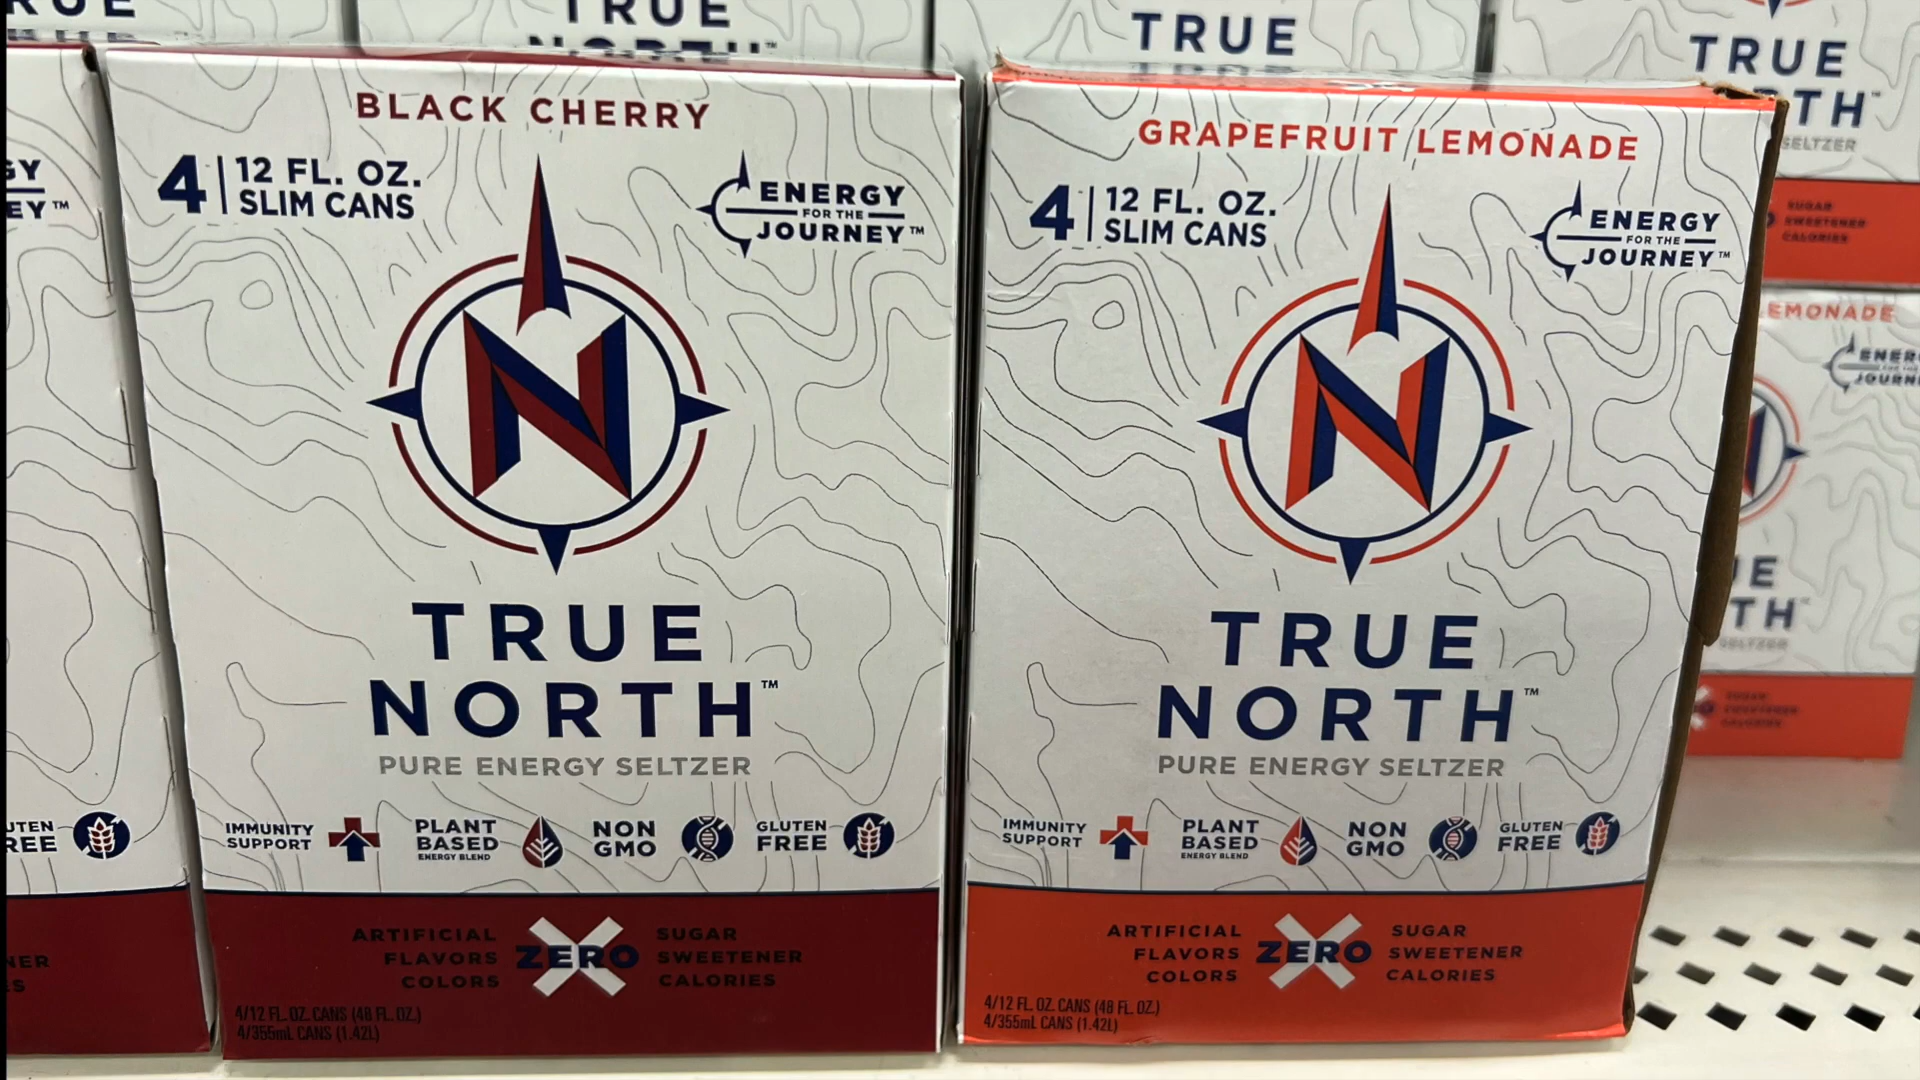 TRUE
TRUE
TRUE
SELTZER
BLACK CHERRY
4 | 12 FL. OZ.
SLIM CANS
ENERGY
FOR THE
JOURNEY™
N
TRUE
NORTH™
PURE ENERGY SELTZER
IMMUNITY
SUPPORT
PLANT
BASED
ENERGY BLEND
NON
GMO
GLUTEN
FREE
ARTIFICIAL
FLAVORS
COLORS
ZERO
SUGAR
SWEETENER
CALORIES
4/12 FL. OZ. CANS (48 FL. OZ.)
4/355mL CANS (1.42L)
GRAPEFRUIT LEMONADE
4 | 12 FL. OZ.
SLIM CANS
ENERGY
FOR THE
JOURNEY™
N
TRUE
NORTH™
PURE ENERGY SELTZER
IMMUNITY
SUPPORT
PLANT
BASED
ENERGY BLEND
NON
GMO
GLUTEN
FREE
ARTIFICIAL
FLAVORS
COLORS
ZERO
SUGAR
SWEETENER
CALORIES
4/12 FL. OZ. CANS (48 FL. OZ.)
4/355mL CANS (1.42L)
SUGAR
SWEETENER
CALORIES